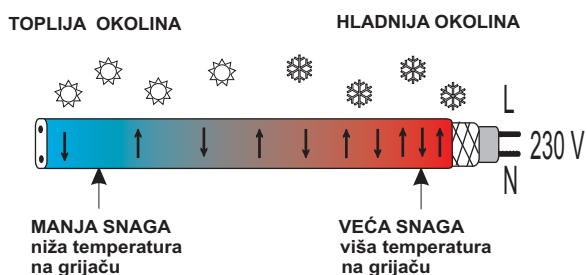 TOPLIJA OKOLINA
HLADNIJA OKOLINA
L
230 V
N
MANJA SNAGA
niža temperatura
na grijaču
VEĆA SNAGA
viša temperatura
na grijaču